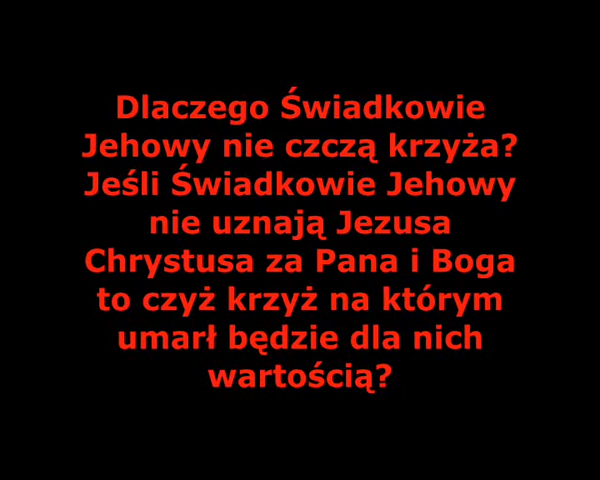 Dlaczego Świadkowie
Jehowy nie czczą krzyża?
Jeśli Świadkowie Jehowy
nie uznają Jezusa
Chrystusa za Pana i Boga
to czyż krzyż na którym
umarł będzie dla nich
wartością?